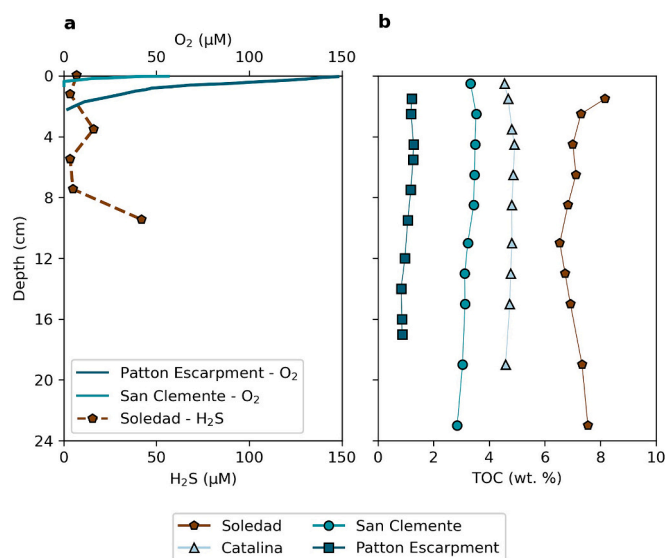 a
O₂ (μM)
0 50 100 150
0
4
8
12
16
20
24
Depth (cm)
Patton Escarpment - O₂
San Clemente - O₂
Soledad - H₂S
0 50 100 150
H₂S (μM)
b
0 2 4 6 8 10
TOC (wt. %)
Soledad San Clemente
Catalina Patton Escarpment